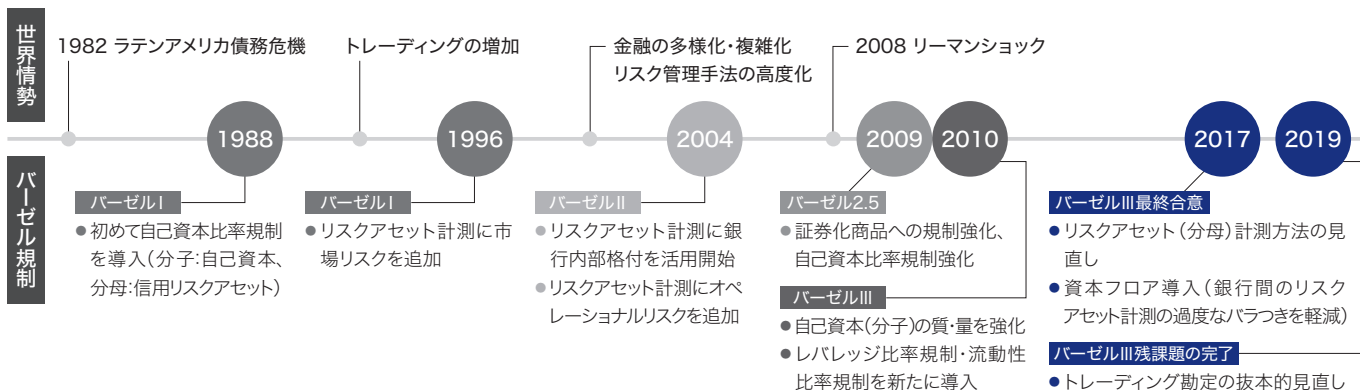 世界情勢
1982 ラテンアメリカ債務危機
トレーディングの増加
金融の多様化・複雑化
リスク管理手法の高度化
2008 リーマンショック
1988
1996
2004
2009
2010
2017
2019
バーゼル規制
バーゼルⅠ
●初めて自己資本比率規制
を導入(分子:自己資本、
分母:信用リスクアセット)
バーゼルⅠ
●リスクアセット計測に市
場リスクを追加
バーゼルⅡ
●リスクアセット計測に銀
行内部格付を活用開始
●リスクアセット計測にオペ
レーショナルリスクを追加
バーゼル2.5
●証券化商品への規制強化、
自己資本比率規制強化
バーゼルⅢ
●自己資本(分子)の質・量を強化
●レバレッジ比率規制・流動性
比率規制を新たに導入
バーゼルⅢ最終合意
●リスクアセット(分母)計測方法の見
直し
●資本フロア導入(銀行間のリスク
アセット計測の過度なバラつきを軽減)
バーゼルⅢ残課題の完了
●トレーディング勘定の抜本的見直し